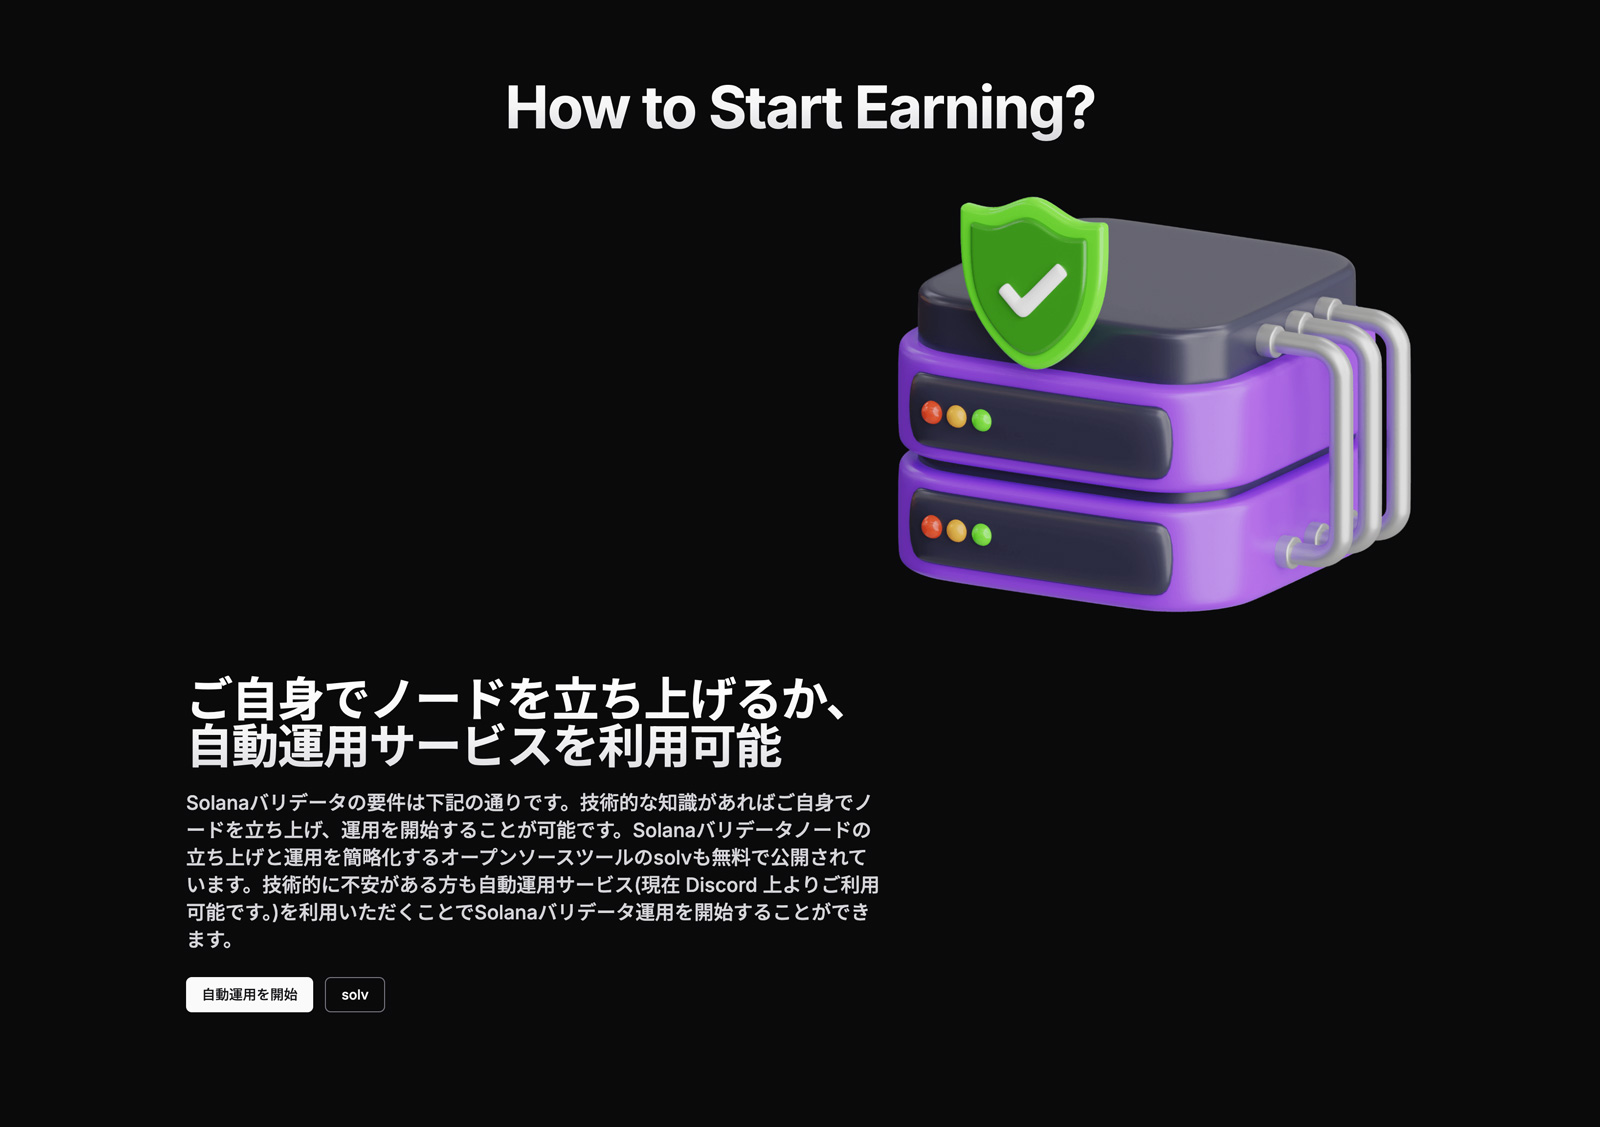 How to Start Earning?
ご自身でノードを立ち上げるか、
自動運用サービスを利用可能
Solanaバリデータの要件は下記の通りです。技術的な知識があればご自身でノ
ードを立ち上げ、運用を開始することが可能です。Solanaバリデータノードの
立ち上げと運用を簡略化するオープンソースツールのsolvも無料で公開されて
います。技術的に不安がある方も自動運用サービス(現在 Discord 上よりご利用
可能です。)を利用いただくことでSolanaバリデータ運用を開始することができ
ます。
自動運用を開始
solv